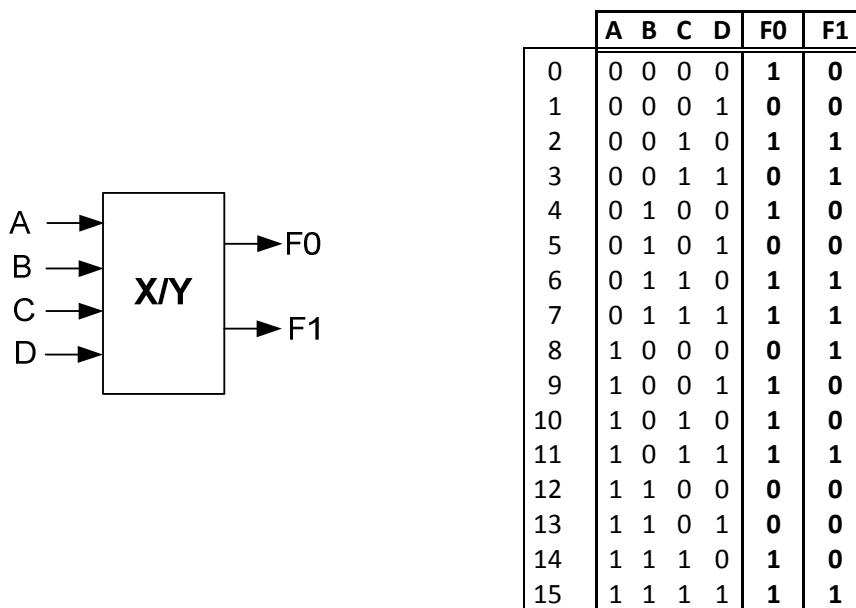 A
B
C
D
X/Y
F0
F1
A B C D F0 F1
0 0 0 0 0 1 0
1 0 0 0 1 0 0
2 0 0 1 0 1 1
3 0 0 1 1 0 1
4 0 1 0 0 1 0
5 0 1 0 1 0 0
6 0 1 1 0 1 1
7 0 1 1 1 1 1
8 1 0 0 0 0 1
9 1 0 0 1 1 0
10 1 0 1 0 1 0
11 1 0 1 1 1 1
12 1 1 0 0 0 0
13 1 1 0 1 0 0
14 1 1 1 0 1 0
15 1 1 1 1 1 1